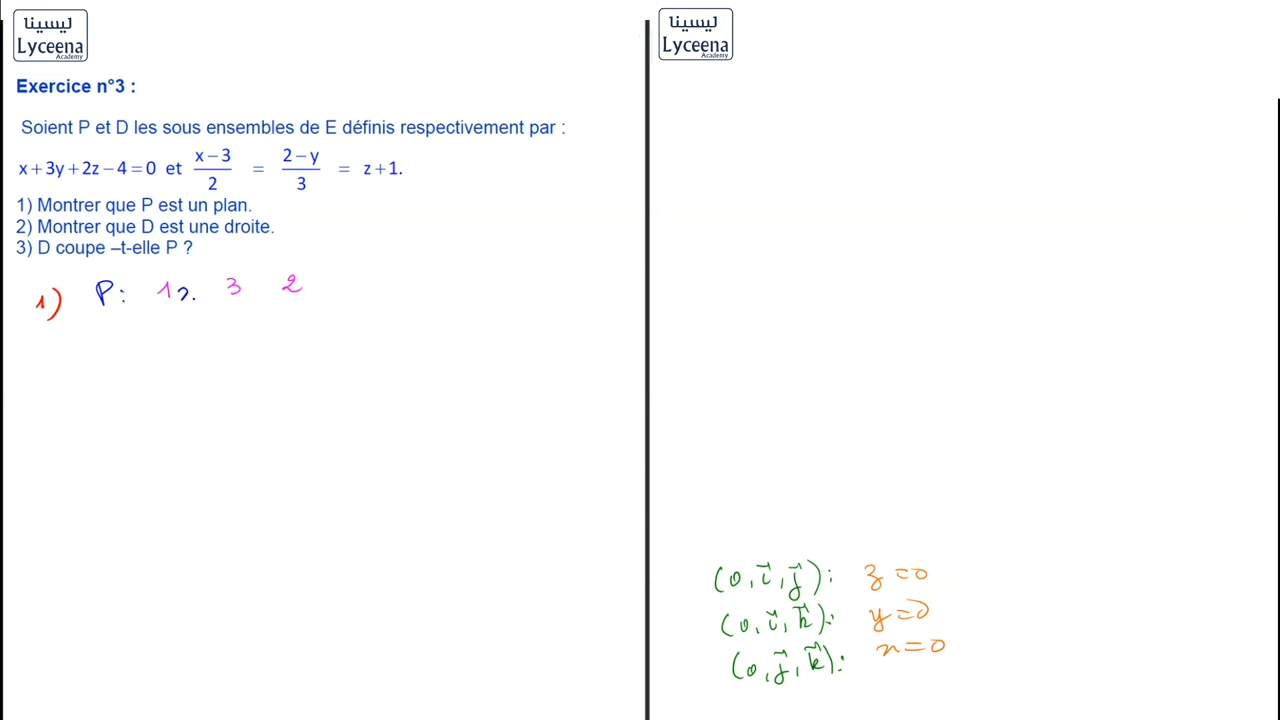 ليسينا
Lyceena
Academy
Exercice n°3 :
Soient P et D les sous ensembles de E définis respectivement par :
x+3y+2z−4=0 et (x−3)/2 = (2−y)/3 = z+1.
1) Montrer que P est un plan.
2) Montrer que D est une droite.
3) D coupe –t-elle P ?
1) P: 1 3 2
ليسينا
Lyceena
Academy
(o, i⃗, j⃗): z=0
(o, i⃗, k⃗): y=0
(o, j⃗, k⃗): x=0